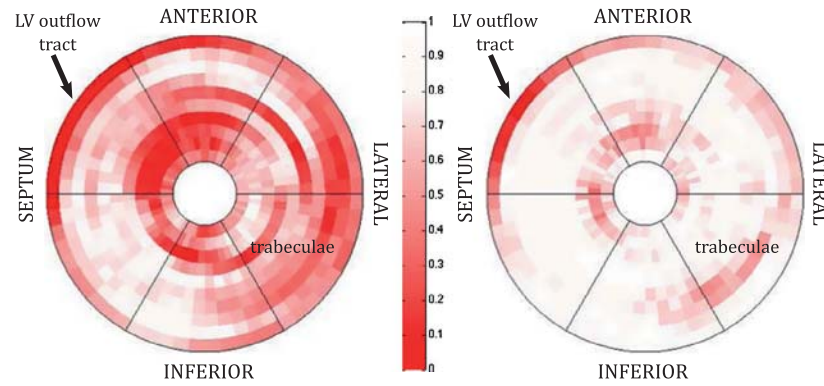 LV outflow
tract
ANTERIOR
SEPTUM
LATERAL
trabeculae
INFERIOR
1
0.9
0.8
0.7
0.6
0.5
0.4
0.3
0.2
0.1
0
LV outflow
tract
ANTERIOR
SEPTUM
LATERAL
trabeculae
INFERIOR